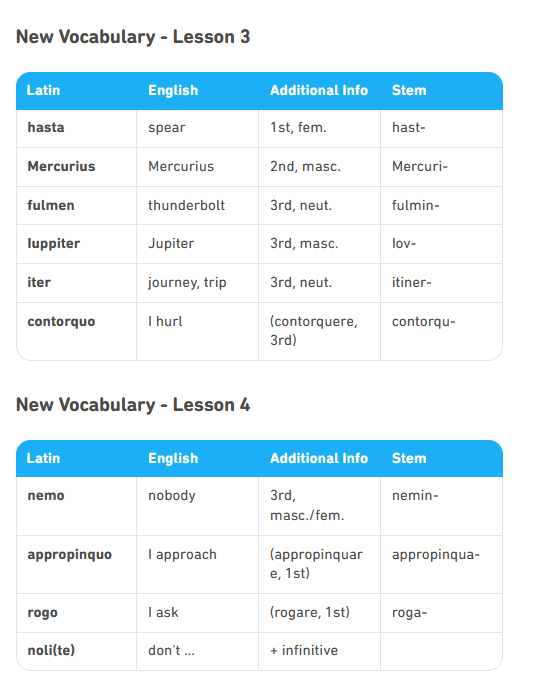 New Vocabulary - Lesson 3
Latin English Additional Info Stem
hasta spear 1st, fem. hast-
Mercurius Mercurius 2nd, masc. Mercuri-
fulmen thunderbolt 3rd, neut. fulmin-
Iuppiter Jupiter 3rd, masc. Iov-
iter journey, trip 3rd, neut. itiner-
contorquo I hurl (contorquere, contorqu-
3rd)
New Vocabulary - Lesson 4
Latin English Additional Info Stem
nemo nobody 3rd, nemin-
masc./fem.
appropinquo I approach (appropinquar appropinqua-
e, 1st)
rogo I ask (rogare, 1st) roga-
noli(te) don't ... + infinitive